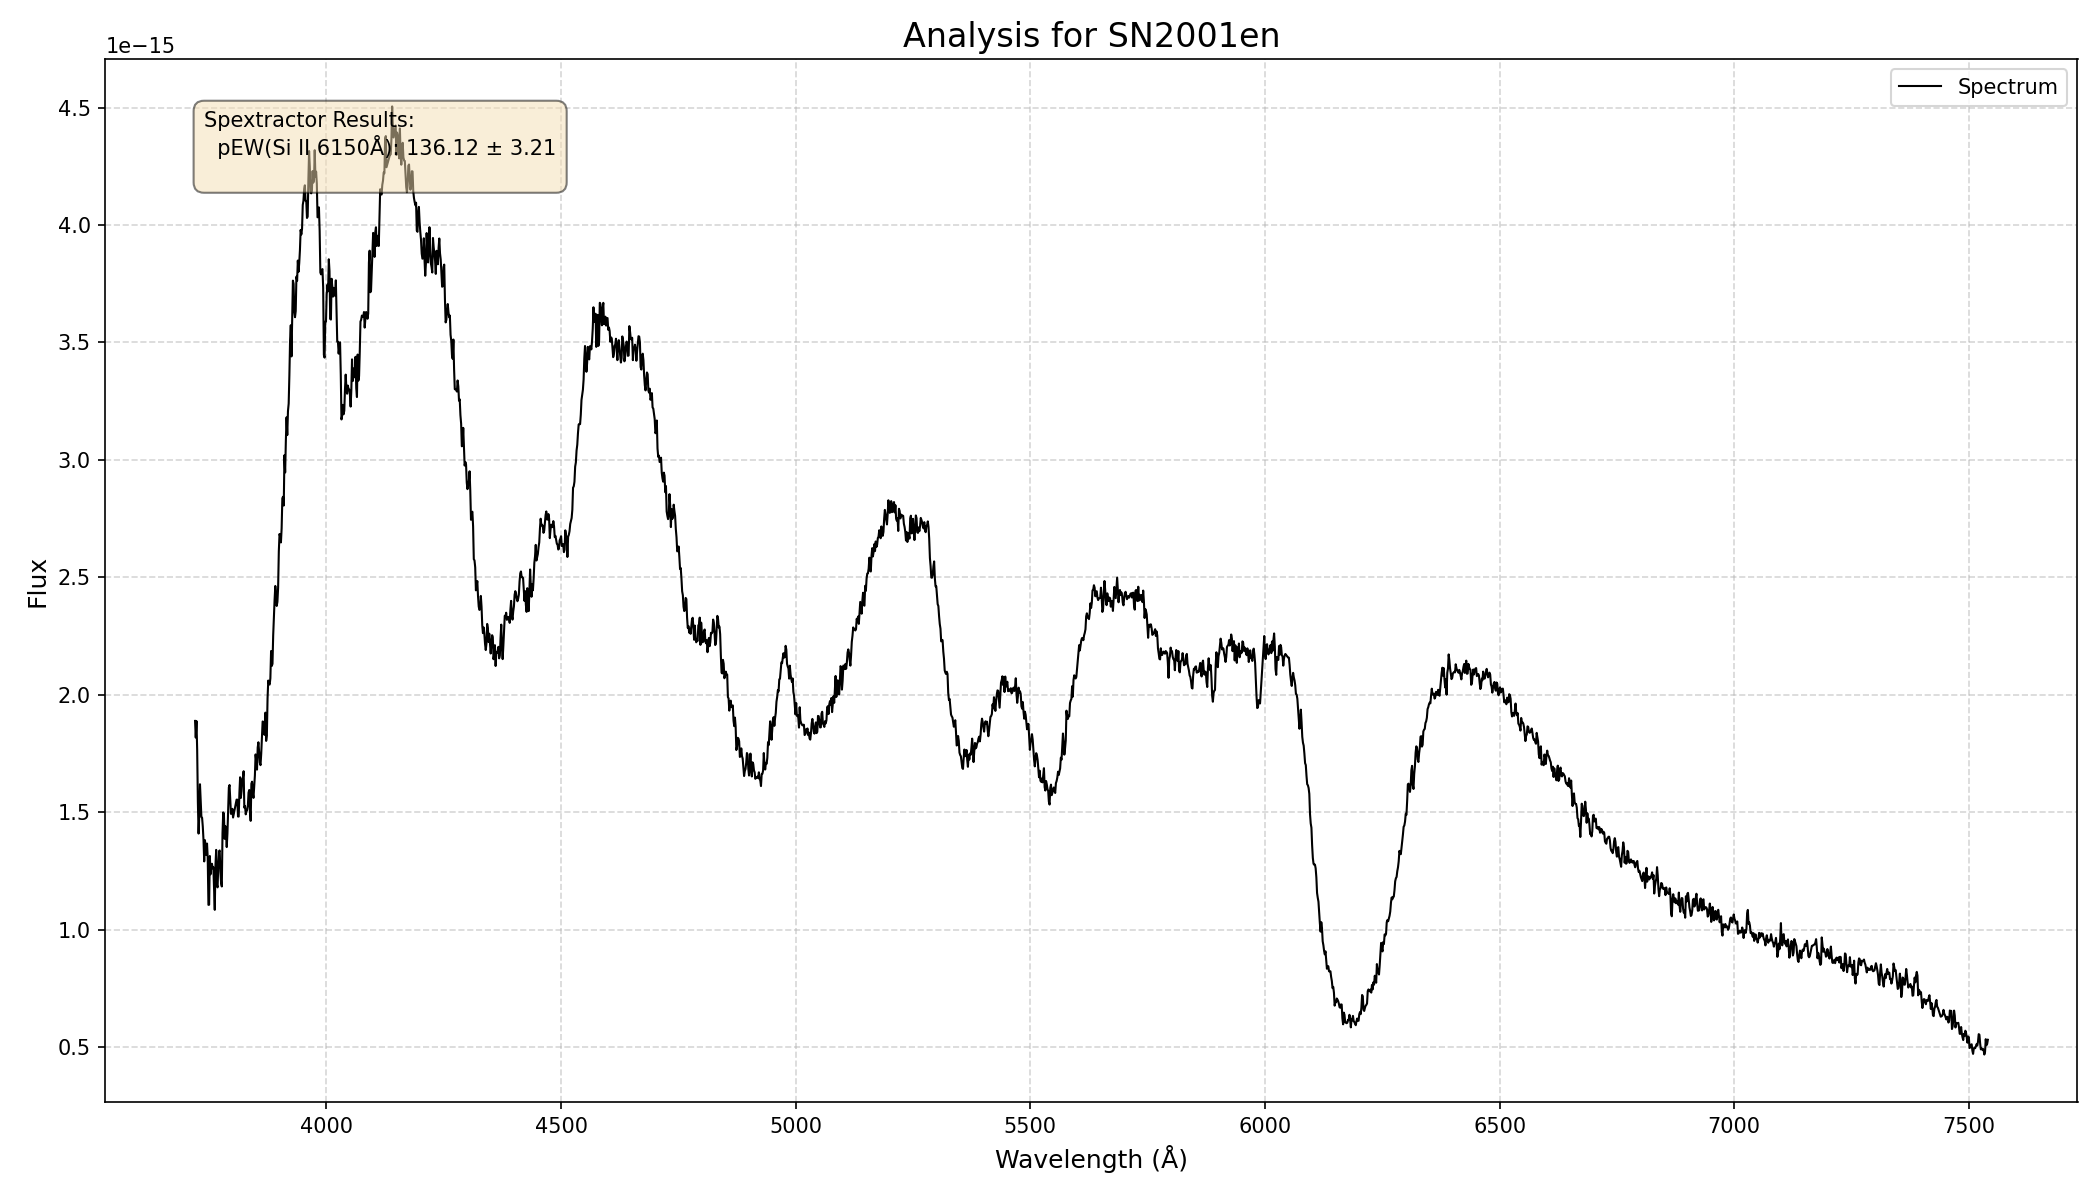 Analysis for SN2001en
1e−15
Spectrum
Spextractor Results:
pEW(Si II 6150Å): 136.12 ± 3.21
4.5
4.0
3.5
3.0
2.5
2.0
1.5
1.0
0.5
Flux
4000 4500 5000 5500 6000 6500 7000 7500
Wavelength (Å)